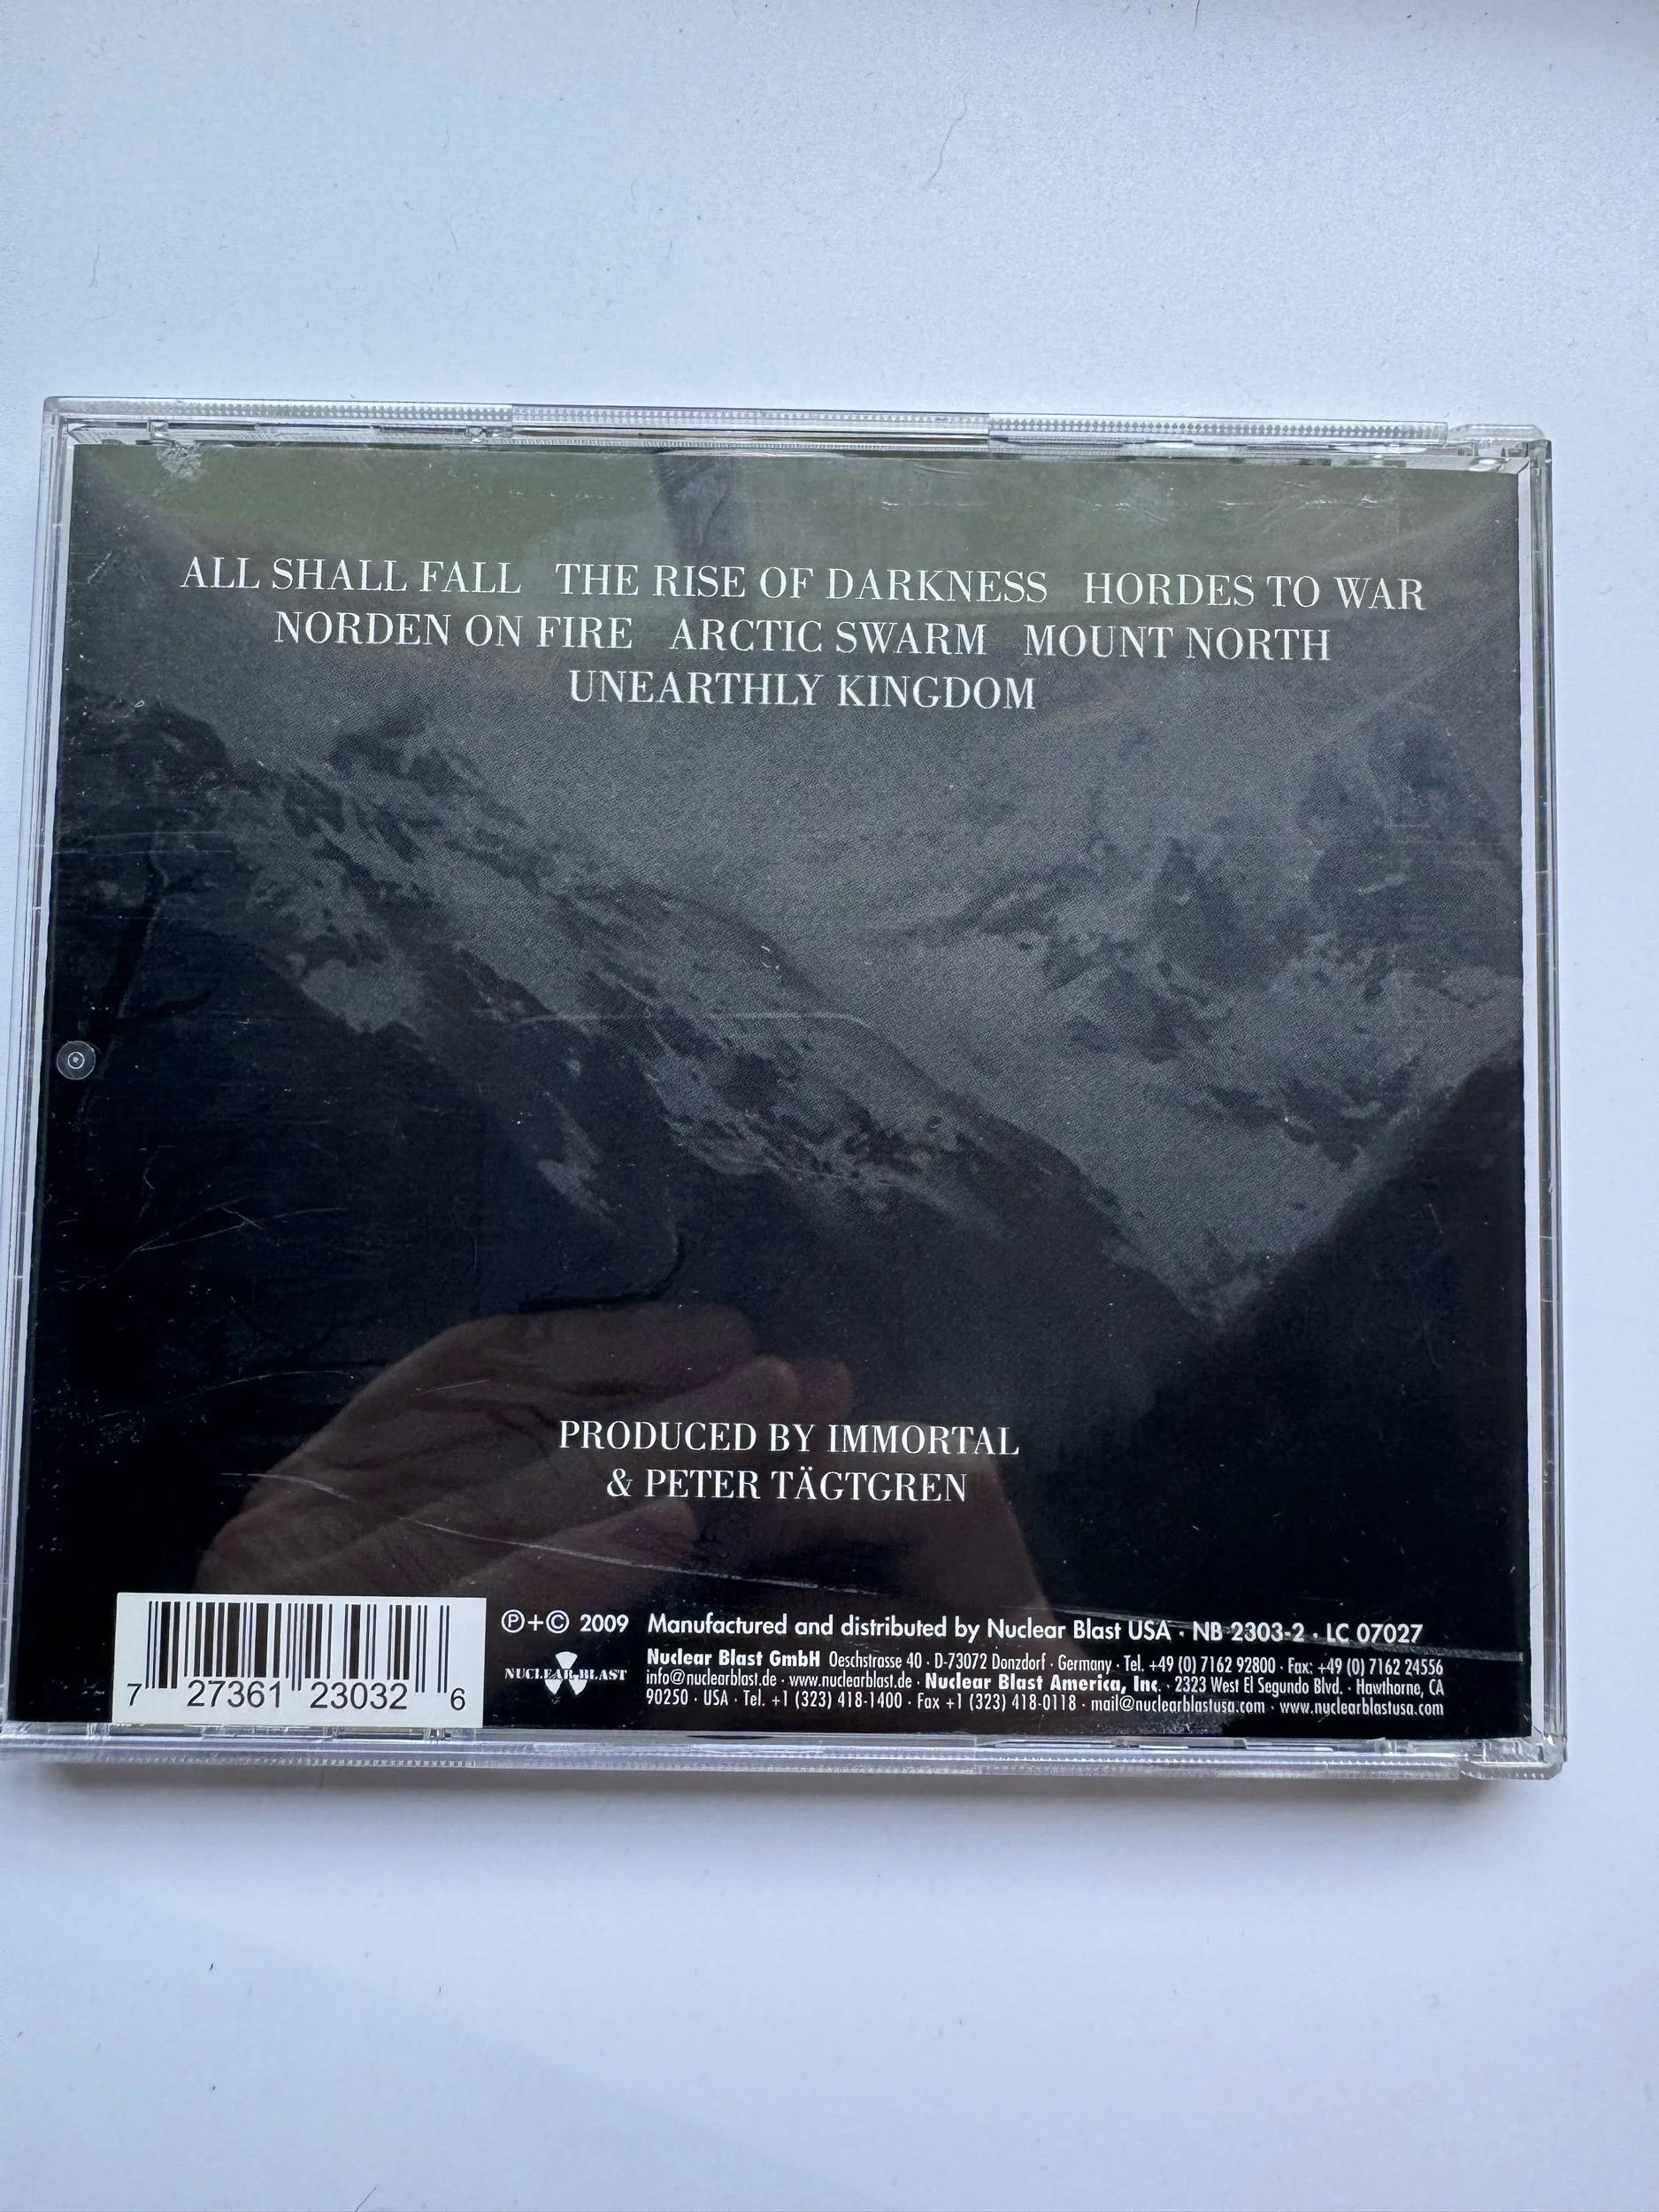 ALL SHALL FALL THE RISE OF DARKNESS HORDES TO WAR
NORDEN ON FIRE ARCTIC SWARM MOUNT NORTH
UNEARTHLY KINGDOM
PRODUCED BY IMMORTAL
& PETER TÄGTGREN
7 27361 23032 6
℗+© 2009 Manufactured and distributed by Nuclear Blast USA · NB 2303-2 · LC 07027
NUCLEAR BLAST
Nuclear Blast GmbH Oeschstrasse 40 · D-73072 Donzdorf · Germany · Tel. +49 (0) 7162 92800 · Fax: +49 (0) 7162 24556
info@nuclearblast.de · www.nuclearblast.de · Nuclear Blast America, Inc. · 2323 West El Segundo Blvd. · Hawthorne, CA
90250 · USA · Tel. +1 (323) 418-1400 · Fax +1 (323) 418-0118 · mail@nuclearblastusa.com · www.nuclearblastusa.com